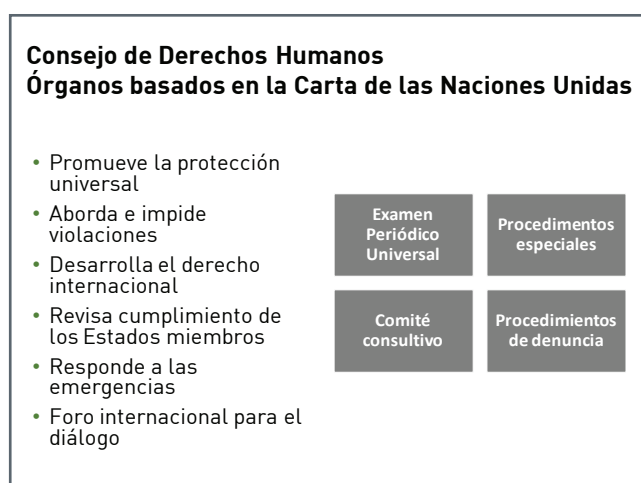 Consejo de Derechos Humanos
Órganos basados en la Carta de las Naciones Unidas
• Promueve la protección
universal
• Aborda e impide
violaciones
• Desarrolla el derecho
internacional
• Revisa cumplimiento de
los Estados miembros
• Responde a las
emergencias
• Foro internacional para el
diálogo
Examen
Periódico
Universal
Procedimentos
especiales
Comité
consultivo
Procedimientos
de denuncia